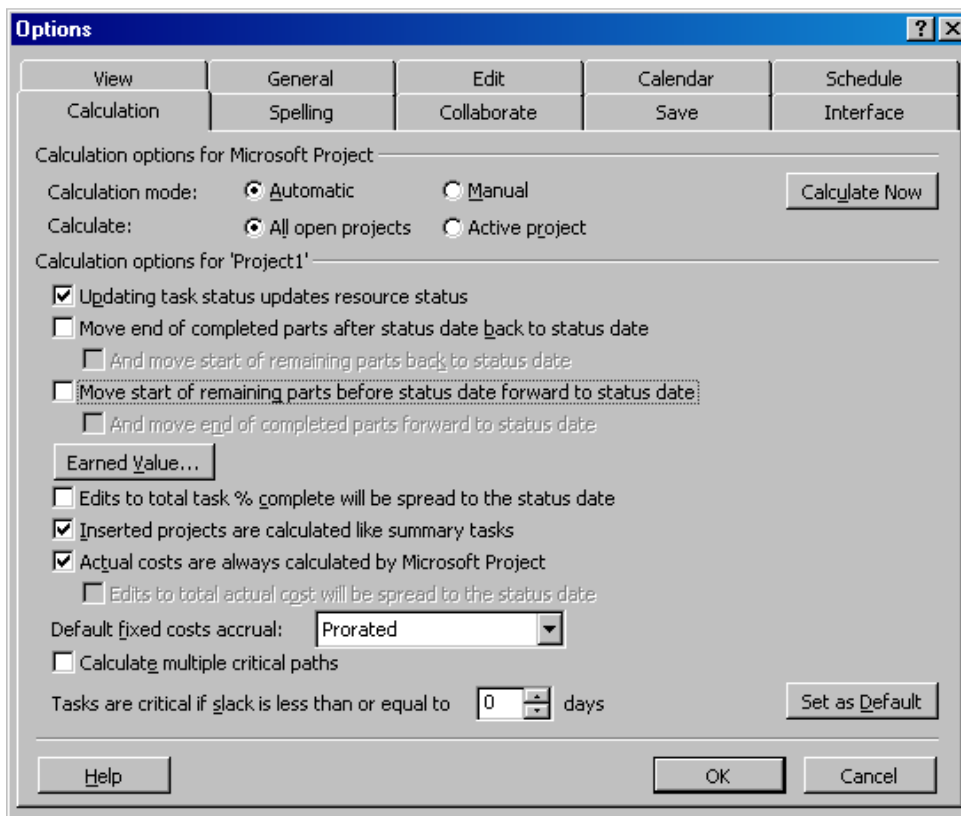 Options
View General Edit Calendar Schedule
Calculation Spelling Collaborate Save Interface
Calculation options for Microsoft Project
Calculation mode: Automatic Manual Calculate Now
Calculate: All open projects Active project
Calculation options for 'Project1'
Updating task status updates resource status
Move end of completed parts after status date back to status date
And move start of remaining parts back to status date
Move start of remaining parts before status date forward to status date
And move end of completed parts forward to status date
Earned Value...
Edits to total task % complete will be spread to the status date
Inserted projects are calculated like summary tasks
Actual costs are always calculated by Microsoft Project
Edits to total actual cost will be spread to the status date
Default fixed costs accrual: Prorated
Calculate multiple critical paths
Tasks are critical if slack is less than or equal to 0 days Set as Default
Help OK Cancel